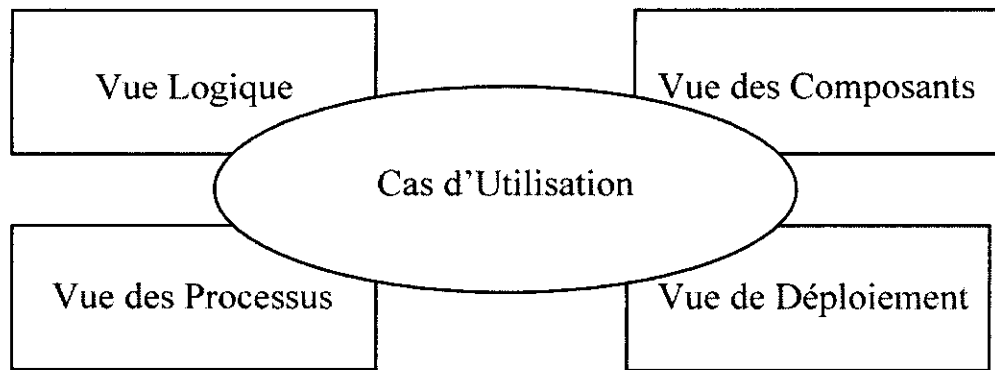 Vue Logique
Vue des Composants
Cas d’Utilisation
Vue des Processus
Vue de Déploiement